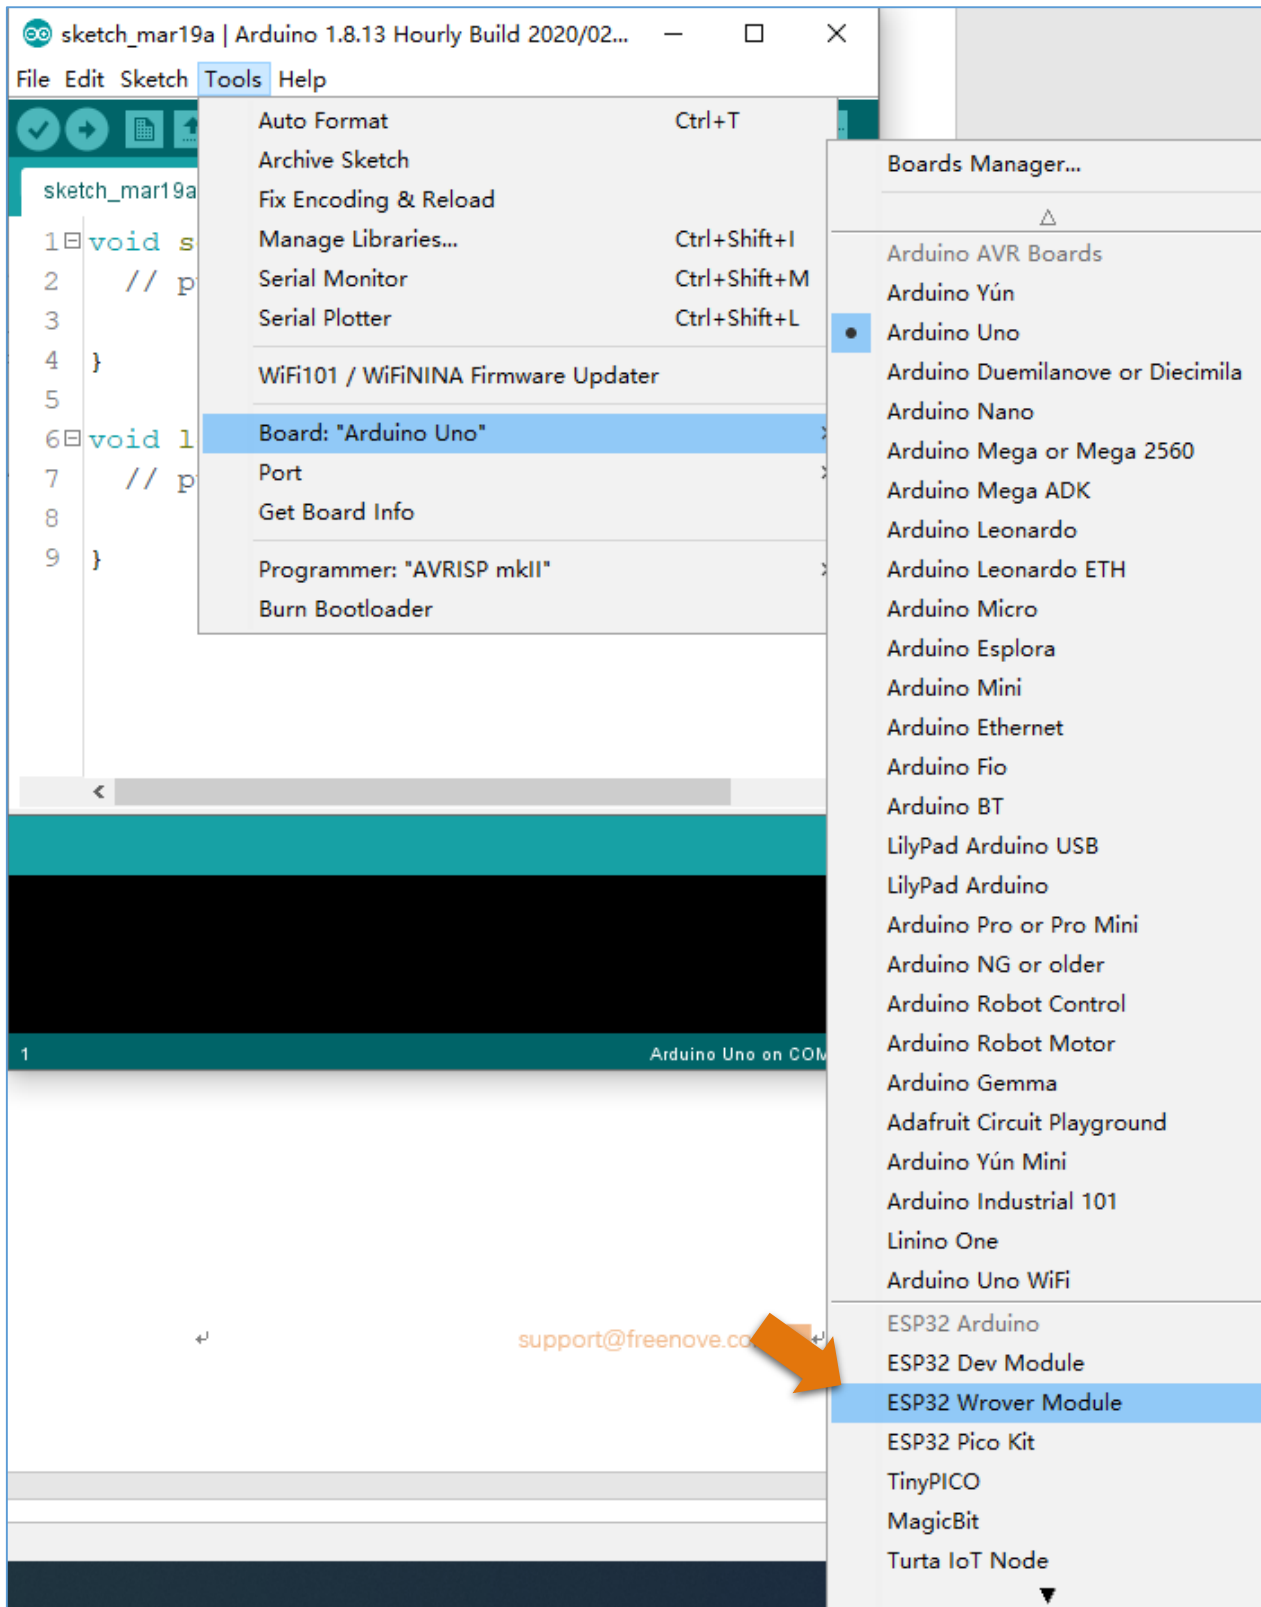 sketch_mar19a | Arduino 1.8.13 Hourly Build 2020/02...
File Edit Sketch Tools Help
sketch_mar19a
1 void s
2 // p
3
4 }
5
6 void l
7 // p
8
9 }
Auto Format Ctrl+T
Archive Sketch
Fix Encoding & Reload
Manage Libraries... Ctrl+Shift+I
Serial Monitor Ctrl+Shift+M
Serial Plotter Ctrl+Shift+L
WiFi101 / WiFiNINA Firmware Updater
Board: "Arduino Uno"
Port
Get Board Info
Programmer: "AVRISP mkII"
Burn Bootloader
Boards Manager...
Arduino AVR Boards
Arduino Yún
Arduino Uno
Arduino Duemilanove or Diecimila
Arduino Nano
Arduino Mega or Mega 2560
Arduino Mega ADK
Arduino Leonardo
Arduino Leonardo ETH
Arduino Micro
Arduino Esplora
Arduino Mini
Arduino Ethernet
Arduino Fio
Arduino BT
LilyPad Arduino USB
LilyPad Arduino
Arduino Pro or Pro Mini
Arduino NG or older
Arduino Robot Control
Arduino Robot Motor
Arduino Gemma
Adafruit Circuit Playground
Arduino Yún Mini
Arduino Industrial 101
Linino One
Arduino Uno WiFi
ESP32 Arduino
ESP32 Dev Module
ESP32 Wrover Module
ESP32 Pico Kit
TinyPICO
MagicBit
Turta IoT Node
1 Arduino Uno on COM
support@freenove.co